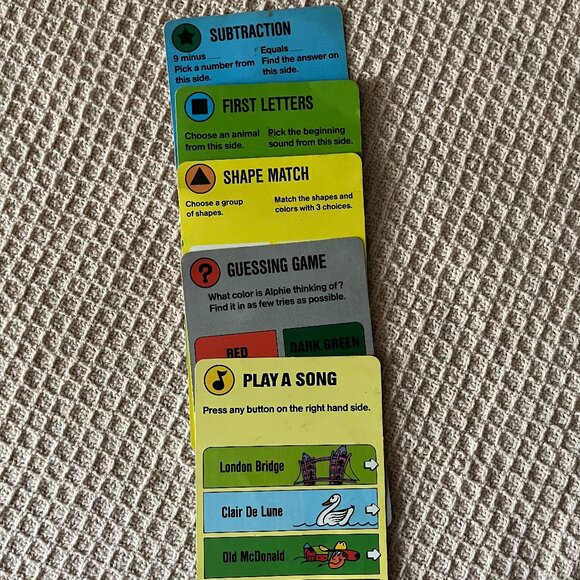 SUBTRACTION
9 minus ___
Pick a number from
this side.
Equals ___
Find the answer on
this side.
FIRST LETTERS
Choose an animal
from this side.
Pick the beginning
sound from this side.
SHAPE MATCH
Choose a group
of shapes.
Match the shapes and
colors with 3 choices.
?
GUESSING GAME
What color is Alphie thinking of?
Find it in as few tries as possible.
RED
DARK GREEN
PLAY A SONG
Press any button on the right hand side.
London Bridge
Clair De Lune
Old McDonald